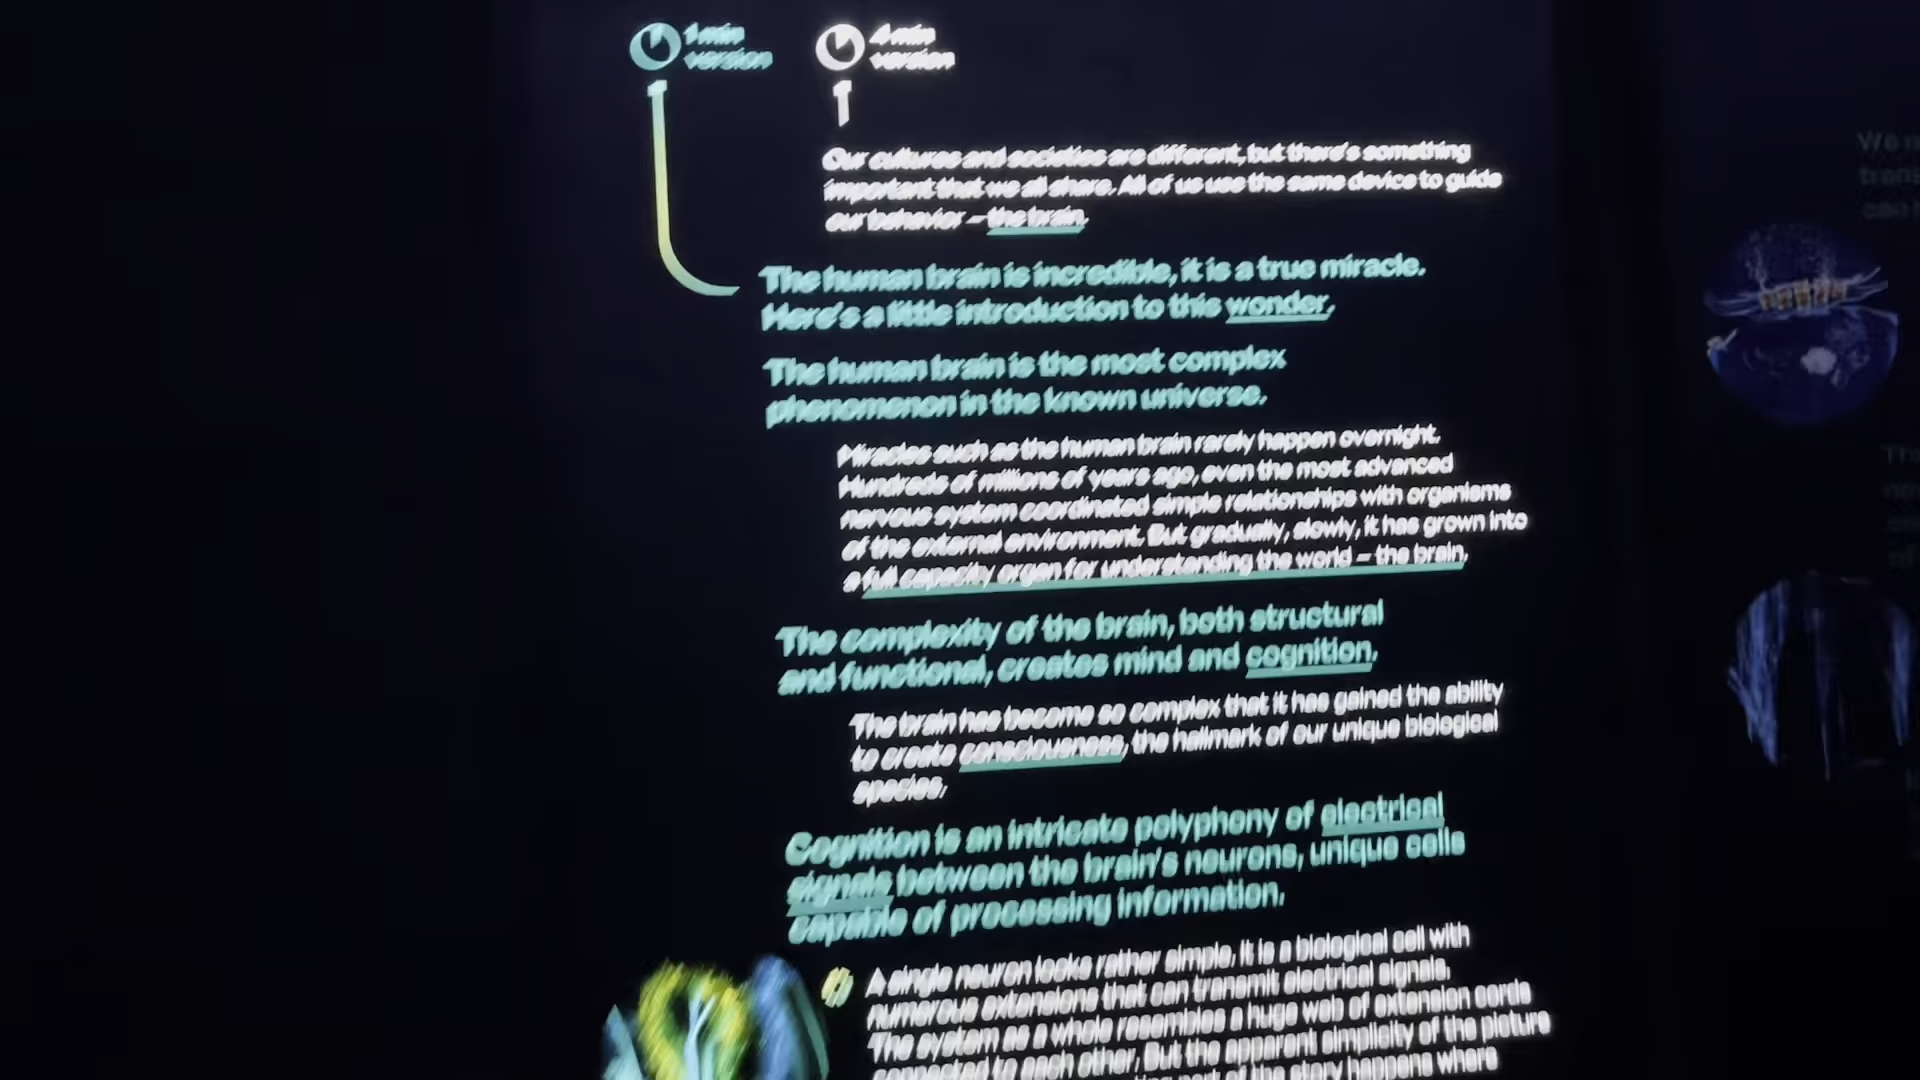 1 min
version
4 min
version
Our cultures and societies are different, but there's something
important that we all share. All of us use the same device to guide
our behavior – the brain.
The human brain is incredible, it is a true miracle.
Here's a little introduction to this wonder.
The human brain is the most complex
phenomenon in the known universe.
Miracles such as the human brain rarely happen overnight.
Hundreds of millions of years ago, even the most advanced
nervous system coordinated simple relationships with organisms
of the external environment. But gradually, slowly, it has grown into
a full capacity organ for understanding the world – the brain.
The complexity of the brain, both structural
and functional, creates mind and cognition.
The brain has become so complex that it has gained the ability
to create consciousness, the hallmark of our unique biological
species.
Cognition is an intricate polyphony of electrical
signals between the brain's neurons, unique cells
capable of processing information.
A single neuron looks rather simple. It is a biological cell with
numerous extensions that can transmit electrical signals.
The system as a whole resembles a huge web of extension cords
connected to each other. But the apparent simplicity of the picture
part of the story happens where
We
can